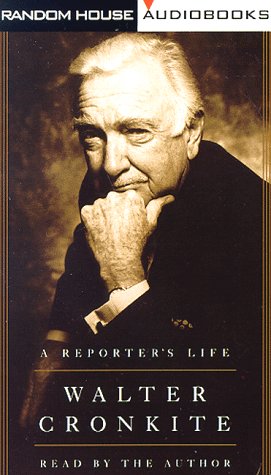 RANDOM HOUSE AUDIOBOOKS
A REPORTER'S LIFE
WALTER
CRONKITE
READ BY THE AUTHOR